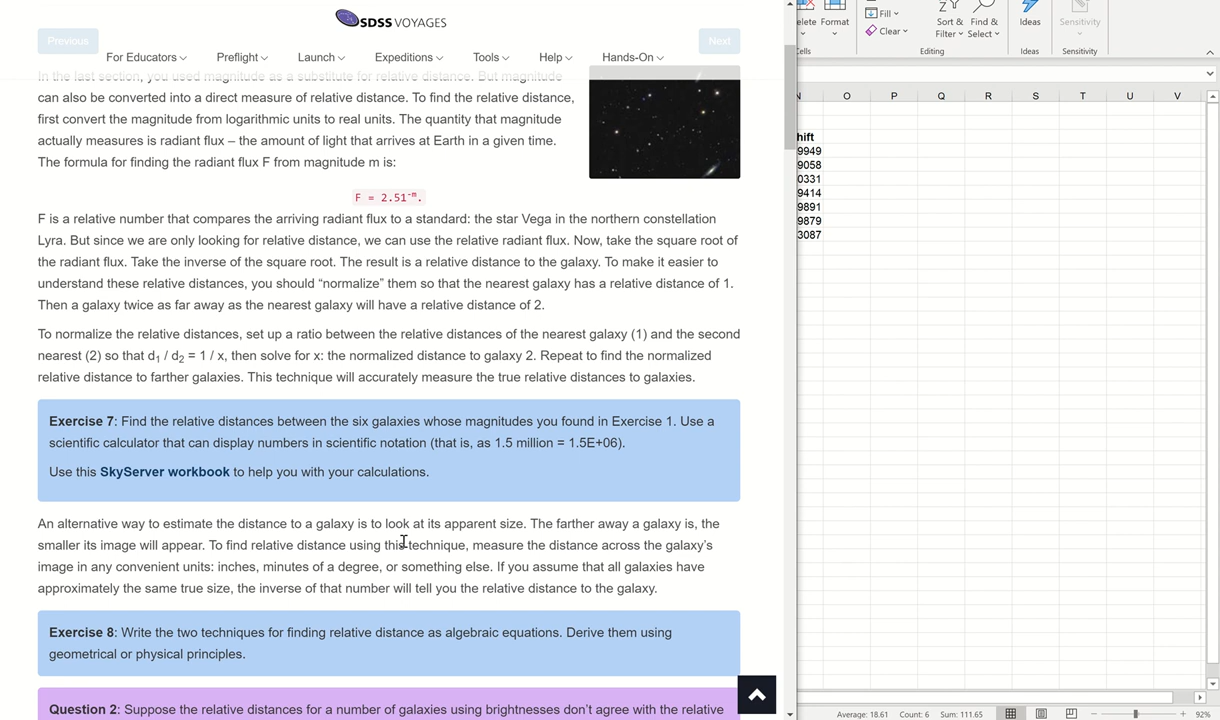 SDSS VOYAGES
Previous
Next
For Educators Preflight Launch Expeditions Tools Help Hands-On
In the last section, you used magnitude as a substitute for relative distance. But magnitude
can also be converted into a direct measure of relative distance. To find the relative distance,
first convert the magnitude from logarithmic units to real units. The quantity that magnitude
actually measures is radiant flux – the amount of light that arrives at Earth in a given time.
The formula for finding the radiant flux F from magnitude m is:
F = 2.51⁻ᵐ.
F is a relative number that compares the arriving radiant flux to a standard: the star Vega in the northern constellation
Lyra. But since we are only looking for relative distance, we can use the relative radiant flux. Now, take the square root of
the radiant flux. Take the inverse of the square root. The result is a relative distance to the galaxy. To make it easier to
understand these relative distances, you should “normalize” them so that the nearest galaxy has a relative distance of 1.
Then a galaxy twice as far away as the nearest galaxy will have a relative distance of 2.
To normalize the relative distances, set up a ratio between the relative distances of the nearest galaxy (1) and the second
nearest (2) so that d₁ / d₂ = 1 / x, then solve for x: the normalized distance to galaxy 2. Repeat to find the normalized
relative distance to farther galaxies. This technique will accurately measure the true relative distances to galaxies.
Exercise 7: Find the relative distances between the six galaxies whose magnitudes you found in Exercise 1. Use a
scientific calculator that can display numbers in scientific notation (that is, as 1.5 million = 1.5E+06).
Use this SkyServer workbook to help you with your calculations.
An alternative way to estimate the distance to a galaxy is to look at its apparent size. The farther away a galaxy is, the
smaller its image will appear. To find relative distance using this technique, measure the distance across the galaxy’s
image in any convenient units: inches, minutes of a degree, or something else. If you assume that all galaxies have
approximately the same true size, the inverse of that number will tell you the relative distance to the galaxy.
Exercise 8: Write the two techniques for finding relative distance as algebraic equations. Derive them using
geometrical or physical principles.
Question 2: Suppose the relative distances for a number of galaxies using brightnesses don’t agree with the relative
elete Format
Fill
Clear
Sort & Filter
Find & Select
Ideas
Sensitivity
Cells Editing Ideas Sensitivity
N O P Q R S T U V
hift
9949
9058
0331
9414
9891
9879
3087
Average: 18.61 Count: 6 Sum: 111.65 92%